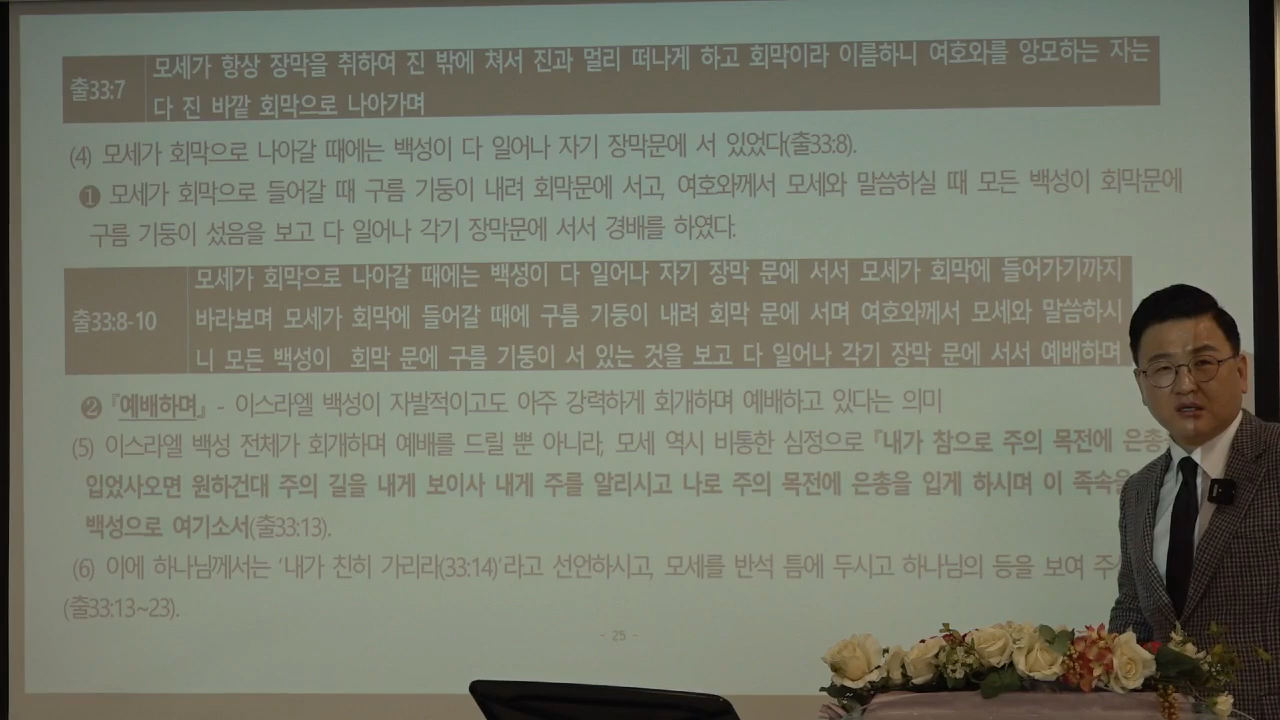 출33:7
모세가 항상 장막을 취하여 진 밖에 쳐서 진과 멀리 떠나게 하고 회막이라 이름하니 여호와를 앙모하는 자는
다 진 바깥 회막으로 나아가며
(4) 모세가 회막으로 나아갈 때에는 백성이 다 일어나 자기 장막문에 서 있었다(출33:8).
❶ 모세가 회막으로 들어갈 때 구름 기둥이 내려 회막문에 서고, 여호와께서 모세와 말씀하실 때 모든 백성이 회막문에
구름 기둥이 섰음을 보고 다 일어나 각기 장막문에 서서 경배를 하였다.
출33:8-10
모세가 회막으로 나아갈 때에는 백성이 다 일어나 자기 장막 문에 서서 모세가 회막에 들어가기까지
바라보며 모세가 회막에 들어갈 때에 구름 기둥이 내려 회막 문에 서며 여호와께서 모세와 말씀하시
니 모든 백성이 회막 문에 구름 기둥이 서 있는 것을 보고 다 일어나 각기 장막 문에 서서 예배하며
❷ 『예배하며』 - 이스라엘 백성이 자발적이고도 아주 강력하게 회개하며 예배하고 있다는 의미
(5) 이스라엘 백성 전체가 회개하며 예배를 드릴 뿐 아니라, 모세 역시 비통한 심정으로 『내가 참으로 주의 목전에 은총
입었사오면 원하건대 주의 길을 내게 보이사 내게 주를 알리시고 나로 주의 목전에 은총을 입게 하시며 이 족속을
백성으로 여기소서(출33:13).
(6) 이에 하나님께서는 '내가 친히 가리라(33:14)'라고 선언하시고, 모세를 반석 틈에 두시고 하나님의 등을 보여
(출33:13~23).
- 25 -